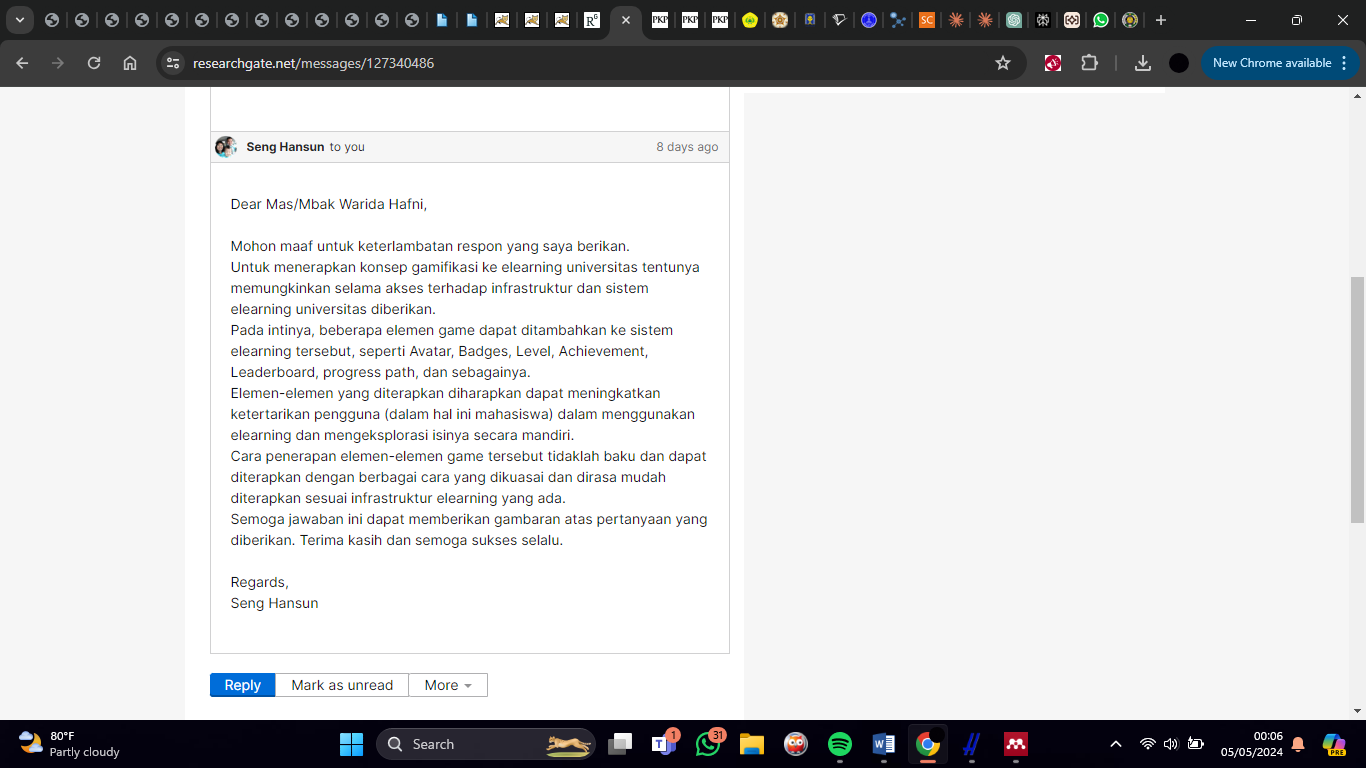 PKP PKP PKP SC
researchgate.net/messages/127340486
New Chrome available
Seng Hansun to you 8 days ago
Dear Mas/Mbak Warida Hafni,
Mohon maaf untuk keterlambatan respon yang saya berikan.
Untuk menerapkan konsep gamifikasi ke elearning universitas tentunya
memungkinkan selama akses terhadap infrastruktur dan sistem
elearning universitas diberikan.
Pada intinya, beberapa elemen game dapat ditambahkan ke sistem
elearning tersebut, seperti Avatar, Badges, Level, Achievement,
Leaderboard, progress path, dan sebagainya.
Elemen-elemen yang diterapkan diharapkan dapat meningkatkan
ketertarikan pengguna (dalam hal ini mahasiswa) dalam menggunakan
elearning dan mengeksplorasi isinya secara mandiri.
Cara penerapan elemen-elemen game tersebut tidaklah baku dan dapat
diterapkan dengan berbagai cara yang dikuasai dan dirasa mudah
diterapkan sesuai infrastruktur elearning yang ada.
Semoga jawaban ini dapat memberikan gambaran atas pertanyaan yang
diberikan. Terima kasih dan semoga sukses selalu.
Regards,
Seng Hansun
Reply Mark as unread More
80°F
Partly cloudy
Search
1
31
00:06
05/05/2024
PRE